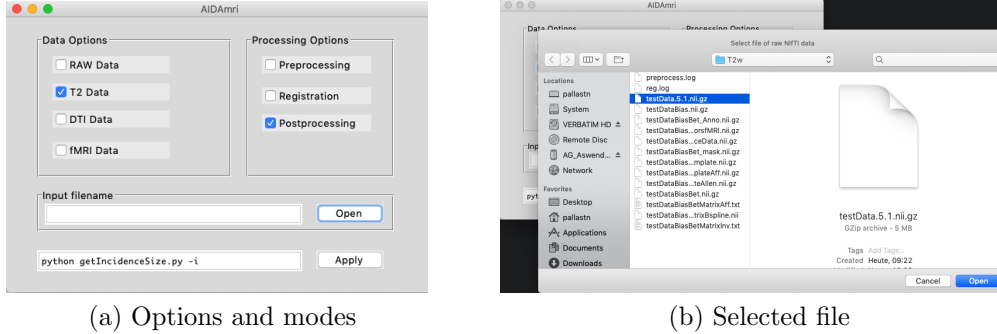 AIDAmri
Data Options
RAW Data
T2 Data
DTI Data
fMRI Data
Processing Options
Preprocessing
Registration
Postprocessing
Input filename
Open
python getIncidenceSize.py -i
Apply
(a) Options and modes
AIDAmri
Data Options
Processing Options
Select file of raw NIfTI data
T2w
Locations
pallastn
System
VERBATIM HD
Remote Disc
AG_Aswend...
Network
Favorites
Desktop
pallastn
Applications
Documents
Downloads
preprocess.log
reg.log
testData.5.1.nii.gz
testDataBias.nii.gz
testDataBiasBet_Anno.nii.gz
testDataBias...orsfMRI.nii.gz
testDataBias...ceData.nii.gz
testDataBiasBet_mask.nii.gz
testDataBias...mplate.nii.gz
testDataBias...plateAff.nii.gz
testDataBias...teAllen.nii.gz
testDataBiasBet.nii.gz
testDataBiasBetMatrixAff.txt
testDataBias...trixBspline.nii
testDataBiasBetMatrixInv.txt
testData.5.1.nii.gz
GZip archive - 5 MB
Tags Add Tags...
Created Heute, 09:22
Cancel
Open
(b) Selected file